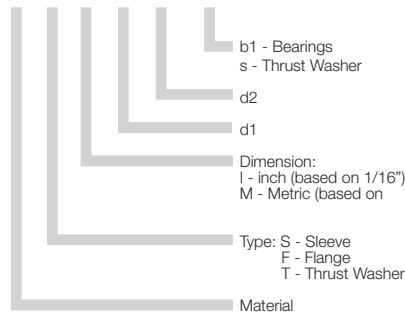 b1 - Bearings
s - Thrust Washer
d2
d1
Dimension:
I - inch (based on 1/16")
M - Metric (based on
Type: S - Sleeve
F - Flange
T - Thrust Washer
Material